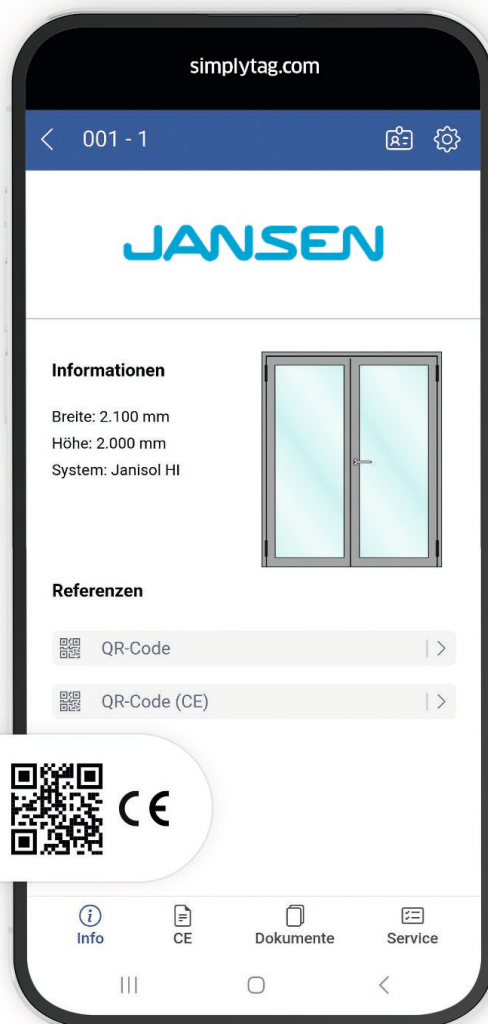 simplytag.com
001 - 1
JANSEN
Informationen
Breite: 2.100 mm
Höhe: 2.000 mm
System: Janisol HI
Referenzen
QR-Code
QR-Code (CE)
CE
Info
CE
Dokumente
Service